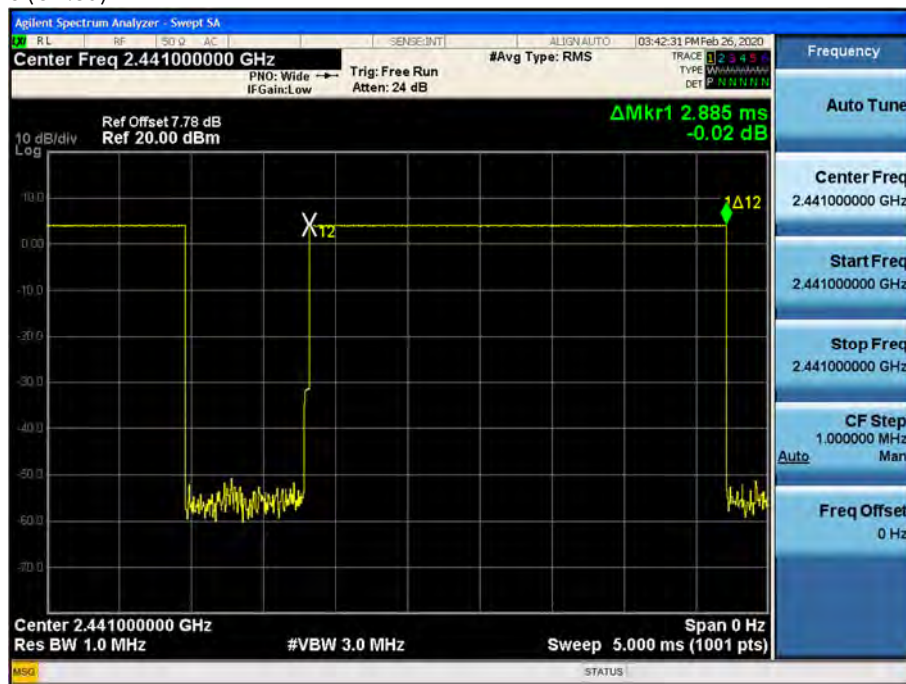 Agilent Spectrum Analyzer - Swept SA
RL RF 50 Ω AC SENSE:INT ALIGN AUTO 03:42:31 PM Feb 26, 2020
Center Freq 2.441000000 GHz #Avg Type: RMS TRACE 1 2 3 4 5 6
PNO: Wide Trig: Free Run TYPE
IFGain:Low Atten: 24 dB DET P N N N N N
Frequency
Auto Tune
ΔMkr1 2.885 ms
-0.02 dB
Ref Offset 7.78 dB
10 dB/div Ref 20.00 dBm
Log
10.0
0.00
-10.0
-20.0
-30.0
-40.0
-50.0
-60.0
-70.0
X12
1Δ12
Center Freq
2.441000000 GHz
Start Freq
2.441000000 GHz
Stop Freq
2.441000000 GHz
CF Step
1.000000 MHz
Auto Man
Freq Offset
0 Hz
Center 2.441000000 GHz Span 0 Hz
Res BW 1.0 MHz #VBW 3.0 MHz Sweep 5.000 ms (1001 pts)
MSG STATUS